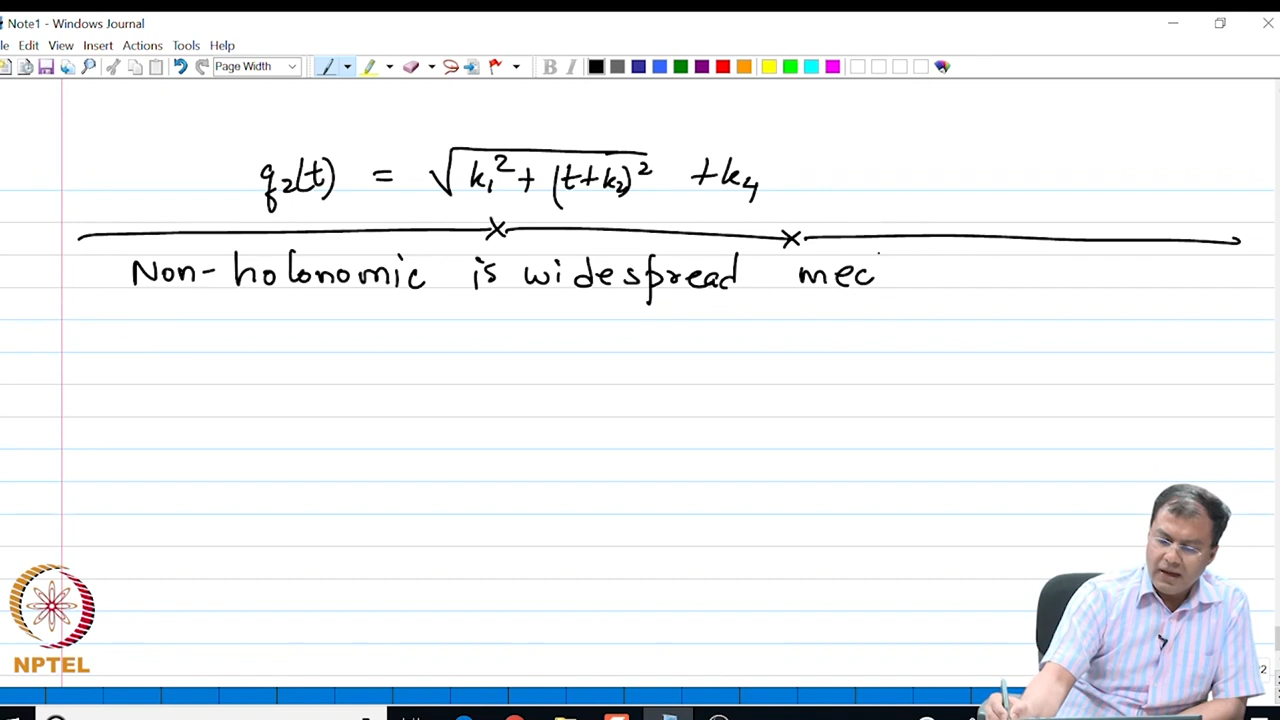 Note1 - Windows Journal
le Edit View Insert Actions Tools Help
Page Width
B I
q₂(t) = √(k₁² + (t+k₂)²) + k₄
Non-holonomic is widespread mec
NPTEL